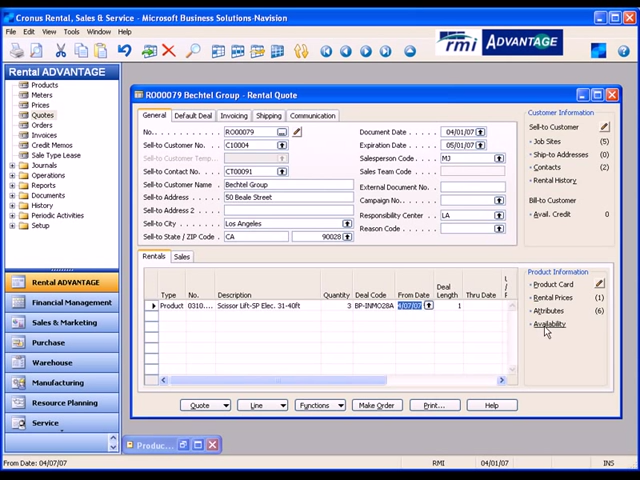 Cronus Rental, Sales & Service - Microsoft Business Solutions-Navision
File Edit View Tools Window Help
rmi ADVANTAGE
Rental ADVANTAGE
Products
Meters
Prices
Quotes
Orders
Invoices
Credit Memos
Sale Type Lease
Journals
Operations
Reports
Documents
History
Periodic Activities
Setup
Rental ADVANTAGE
Financial Management
Sales & Marketing
Purchase
Warehouse
Manufacturing
Resource Planning
Service
RO00079 Bechtel Group - Rental Quote
General Default Deal Invoicing Shipping Communication
No. RO00079
Sell-to Customer No. C10004
Sell-to Customer Temp...
Sell-to Contact No. CT00091
Sell-to Customer Name Bechtel Group
Sell-to Address 50 Beale Street
Sell-to Address 2
Sell-to City Los Angeles
Sell-to State / ZIP Code CA 90028
Document Date 04/01/07
Expiration Date 05/01/07
Salesperson Code MJ
Sales Team Code
External Document No.
Campaign No.
Responsibility Center LA
Reason Code
Customer Information
Sell-to Customer
Job Sites (5)
Ship-to Addresses (0)
Contacts (2)
Rental History
Bill-to Customer
Avail. Credit 0
Rentals Sales
Type No. Description Quantity Deal Code From Date Deal Length Thru Date
Product 0310.... Scissor Lift-SP Elec. 31-40ft 3 BP-INMO28A 4/07/07 1
Product Information
Product Card
Rental Prices (1)
Attributes (6)
Availability
Quote Line Functions Make Order Print... Help
Produc...
From Date: 04/07/07 RMI 04/01/07 INS